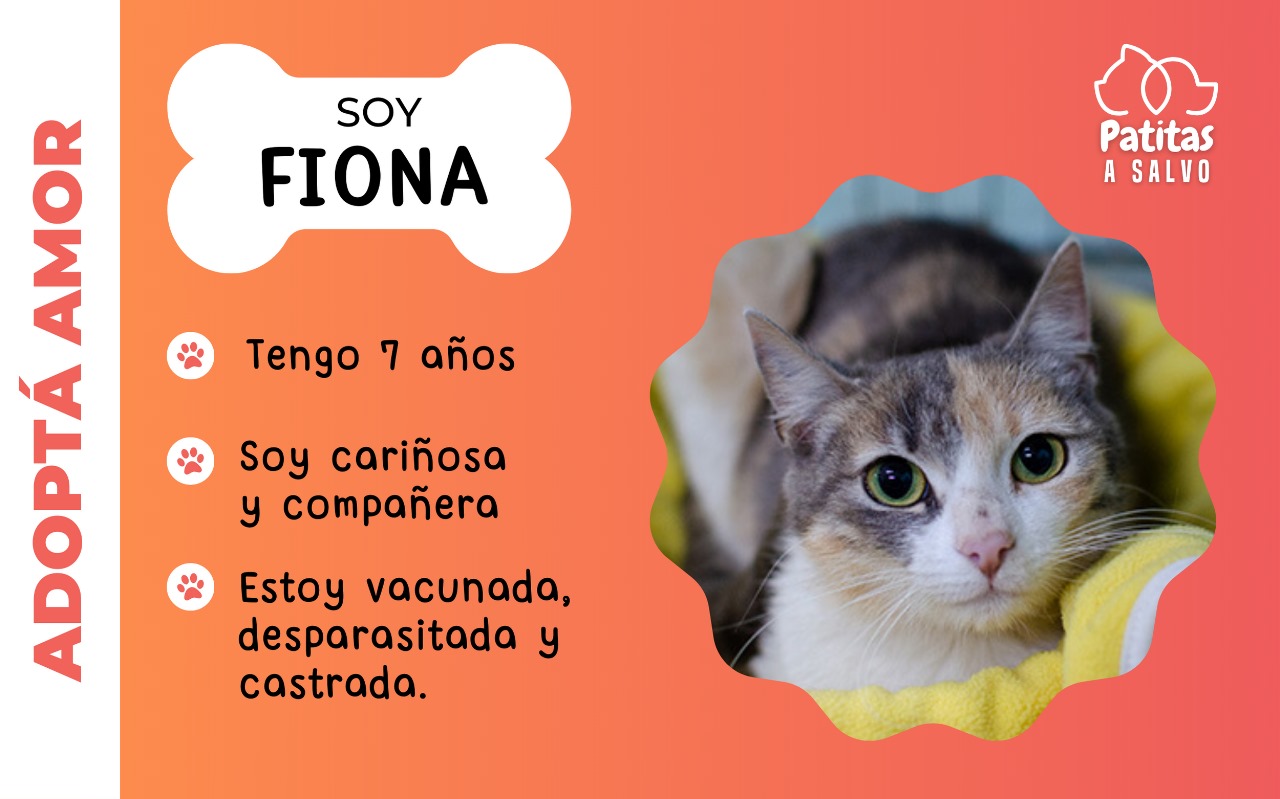 ADOPTÁ AMOR
SOY
FIONA
Tengo 7 años
Soy cariñosa
y compañera
Estoy vacunada,
desparasitada y
castrada.
Patitas
A SALVO